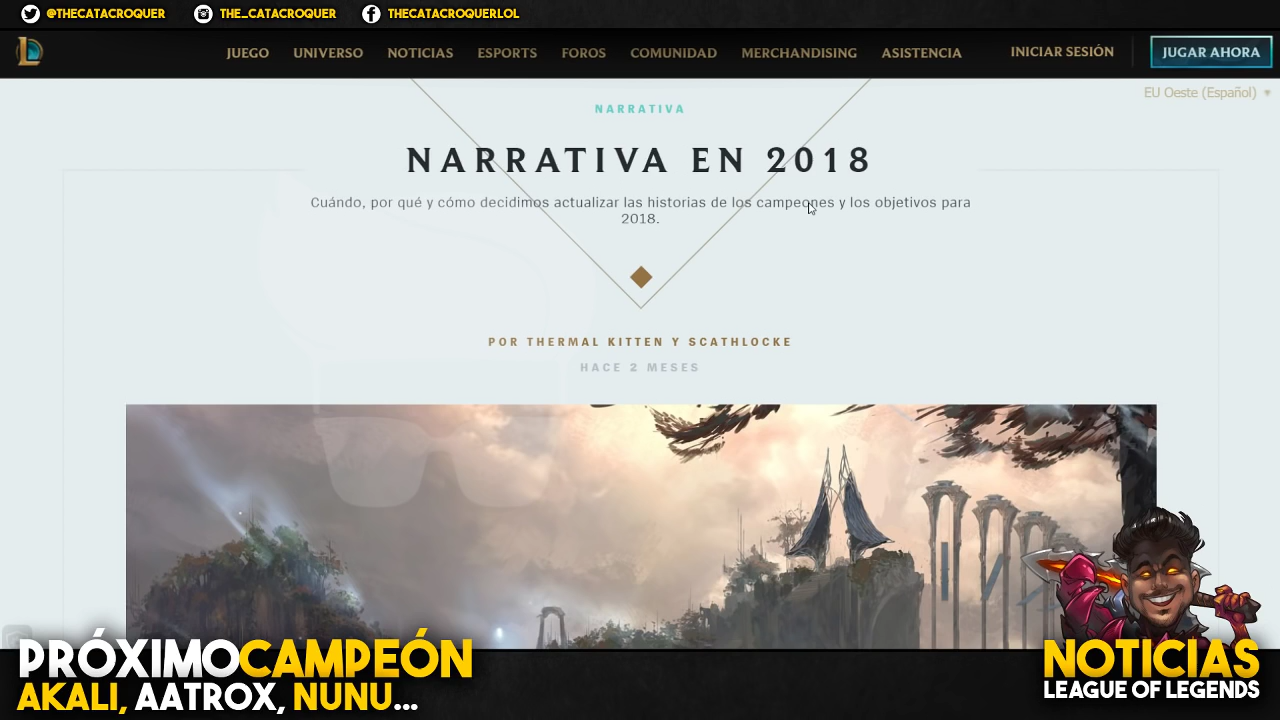 @THECATACROQUER THE_CATACROQUER THECATACROQUERLOL
JUEGO UNIVERSO NOTICIAS ESPORTS FOROS COMUNIDAD MERCHANDISING ASISTENCIA INICIAR SESIÓN JUGAR AHORA
EU Oeste (Español)
NARRATIVA
NARRATIVA EN 2018
Cuándo, por qué y cómo decidimos actualizar las historias de los campeones y los objetivos para
2018.
POR THERMAL KITTEN Y SCATHLOCKE
HACE 2 MESES
PRÓXIMOCAMPEÓN
AKALI, AATROX, NUNU...
NOTICIAS
LEAGUE OF LEGENDS